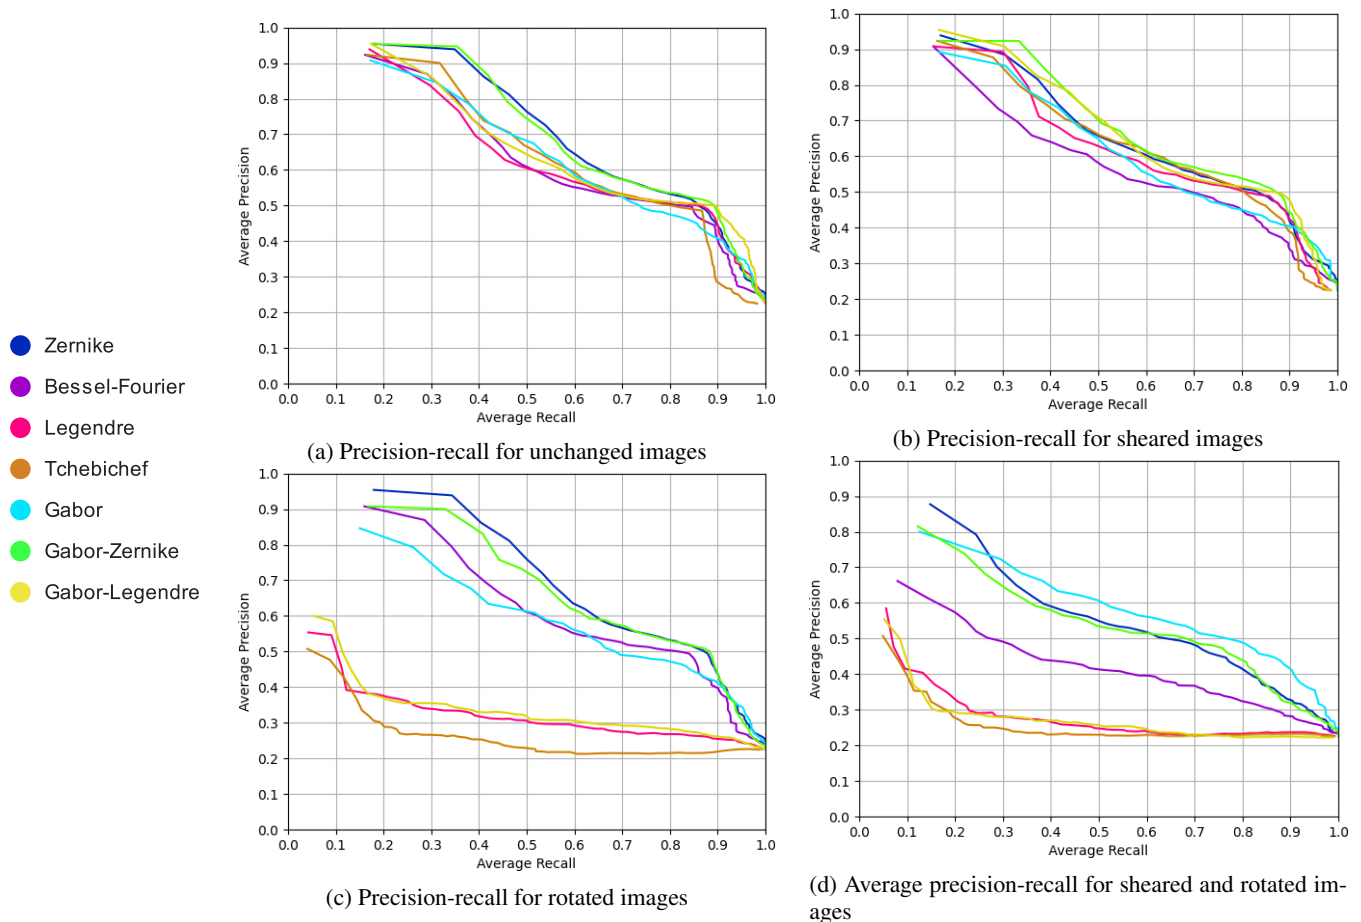 Zernike
Bessel-Fourier
Legendre
Tchebichef
Gabor
Gabor-Zernike
Gabor-Legendre
1.0
0.9
0.8
0.7
0.6
0.5
0.4
0.3
0.2
0.1
0.0
Average Precision
0.0 0.1 0.2 0.3 0.4 0.5 0.6 0.7 0.8 0.9 1.0
Average Recall
(a) Precision-recall for unchanged images
1.0
0.9
0.8
0.7
0.6
0.5
0.4
0.3
0.2
0.1
0.0
Average Precision
0.0 0.1 0.2 0.3 0.4 0.5 0.6 0.7 0.8 0.9 1.0
Average Recall
(b) Precision-recall for sheared images
1.0
0.9
0.8
0.7
0.6
0.5
0.4
0.3
0.2
0.1
0.0
Average Precision
0.0 0.1 0.2 0.3 0.4 0.5 0.6 0.7 0.8 0.9 1.0
Average Recall
(c) Precision-recall for rotated images
1.0
0.9
0.8
0.7
0.6
0.5
0.4
0.3
0.2
0.1
0.0
Average Precision
0.0 0.1 0.2 0.3 0.4 0.5 0.6 0.7 0.8 0.9 1.0
Average Recall
(d) Average precision-recall for sheared and rotated im-
ages